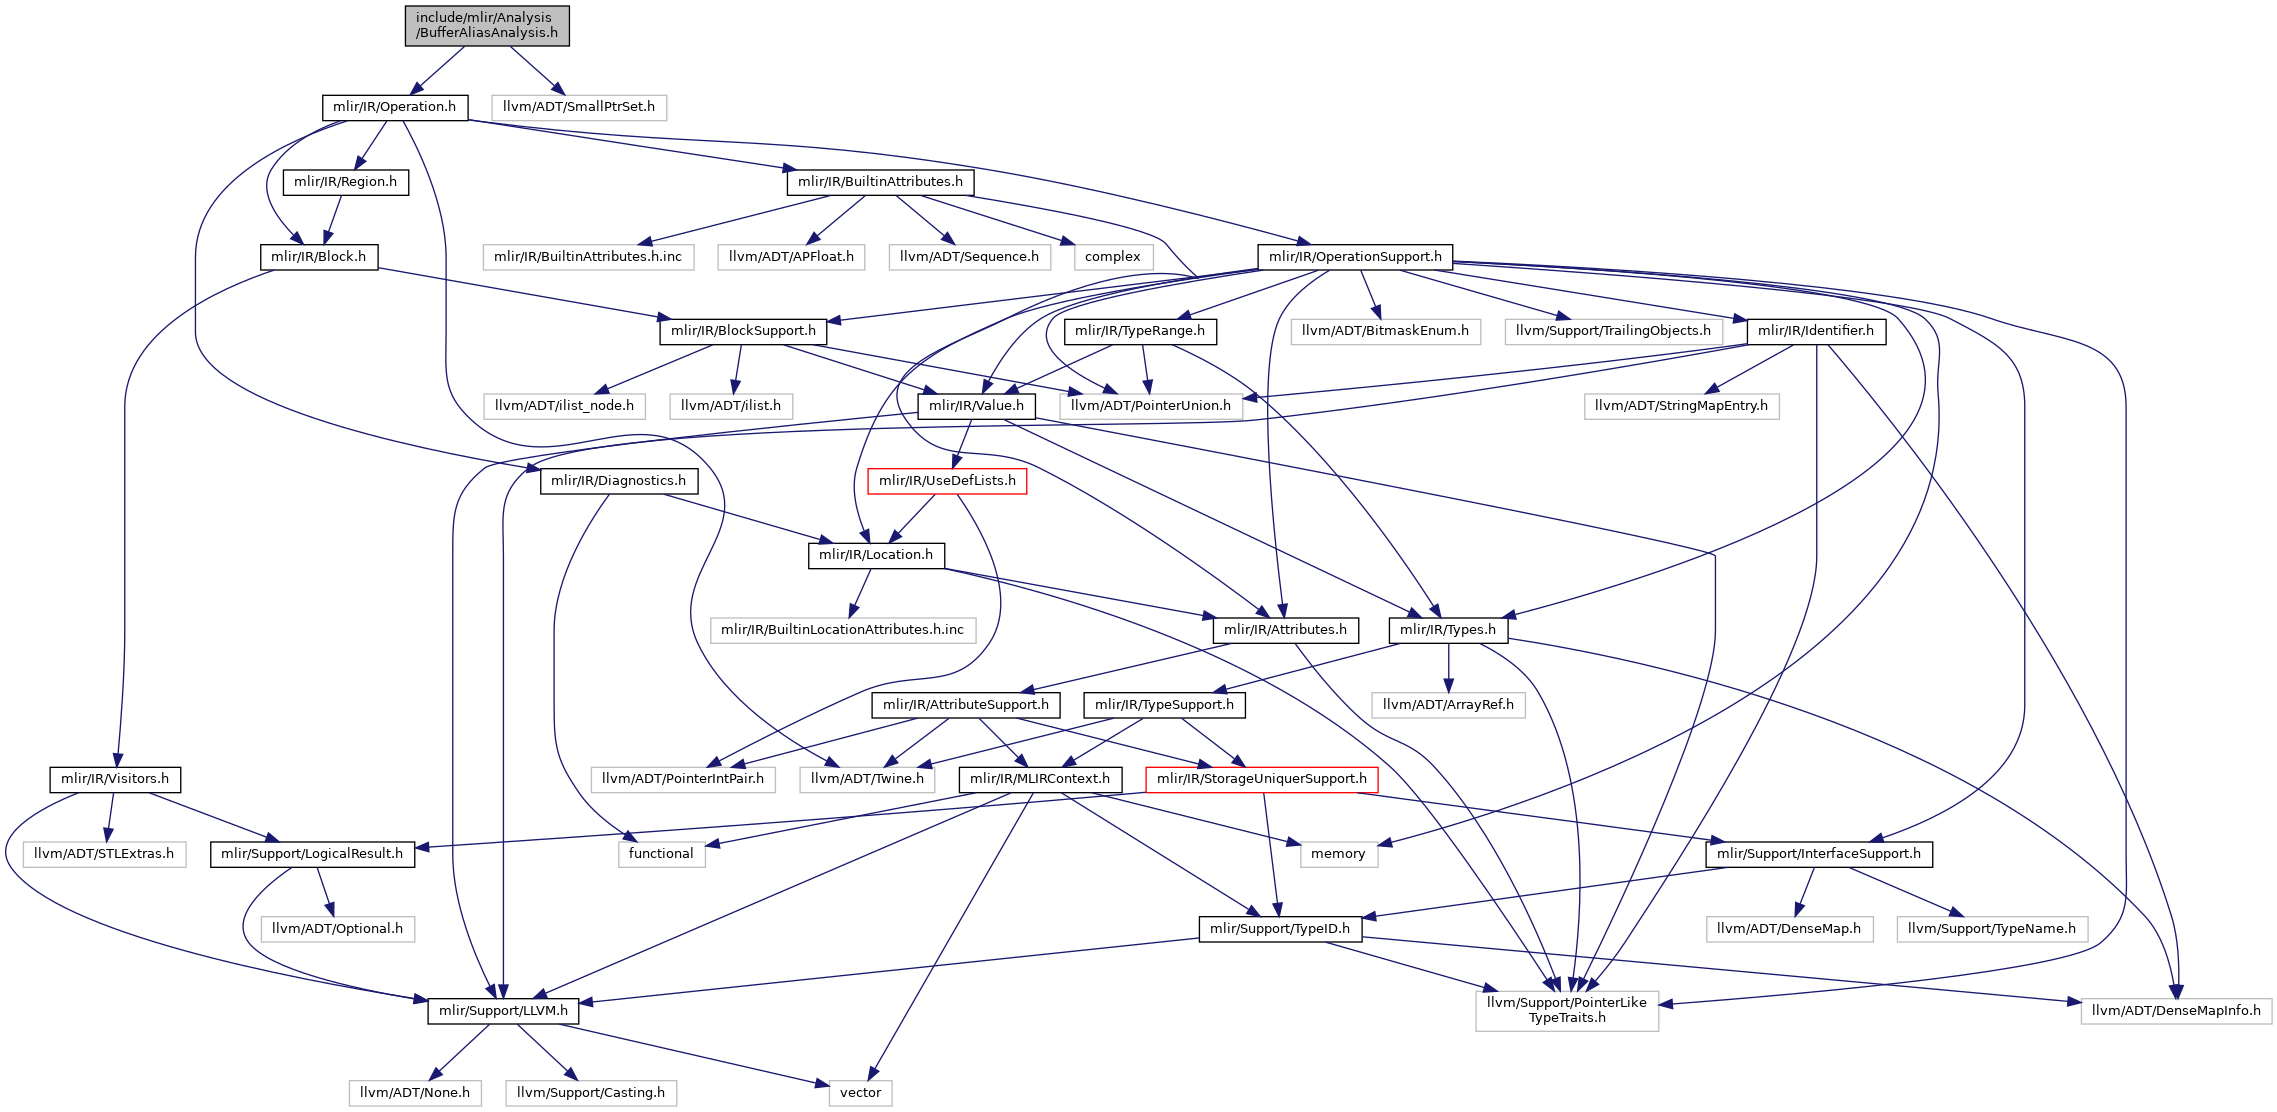 include/mlir/Analysis
/BufferAliasAnalysis.h
mlir/IR/Operation.h
llvm/ADT/SmallPtrSet.h
mlir/IR/Region.h
mlir/IR/BuiltinAttributes.h
mlir/IR/Block.h
mlir/IR/BuiltinAttributes.h.inc
llvm/ADT/APFloat.h
llvm/ADT/Sequence.h
complex
mlir/IR/OperationSupport.h
mlir/IR/BlockSupport.h
mlir/IR/TypeRange.h
llvm/ADT/BitmaskEnum.h
llvm/Support/TrailingObjects.h
mlir/IR/Identifier.h
llvm/ADT/ilist_node.h
llvm/ADT/ilist.h
mlir/IR/Value.h
llvm/ADT/PointerUnion.h
llvm/ADT/StringMapEntry.h
mlir/IR/Diagnostics.h
mlir/IR/UseDefLists.h
mlir/IR/Location.h
mlir/IR/BuiltinLocationAttributes.h.inc
mlir/IR/Attributes.h
mlir/IR/Types.h
mlir/IR/AttributeSupport.h
mlir/IR/TypeSupport.h
llvm/ADT/ArrayRef.h
mlir/IR/Visitors.h
llvm/ADT/PointerIntPair.h
llvm/ADT/Twine.h
mlir/IR/MLIRContext.h
mlir/IR/StorageUniquerSupport.h
llvm/ADT/STLExtras.h
mlir/Support/LogicalResult.h
functional
memory
mlir/Support/InterfaceSupport.h
llvm/ADT/Optional.h
mlir/Support/TypeID.h
llvm/ADT/DenseMap.h
llvm/Support/TypeName.h
mlir/Support/LLVM.h
llvm/Support/PointerLike
TypeTraits.h
llvm/ADT/DenseMapInfo.h
llvm/ADT/None.h
llvm/Support/Casting.h
vector